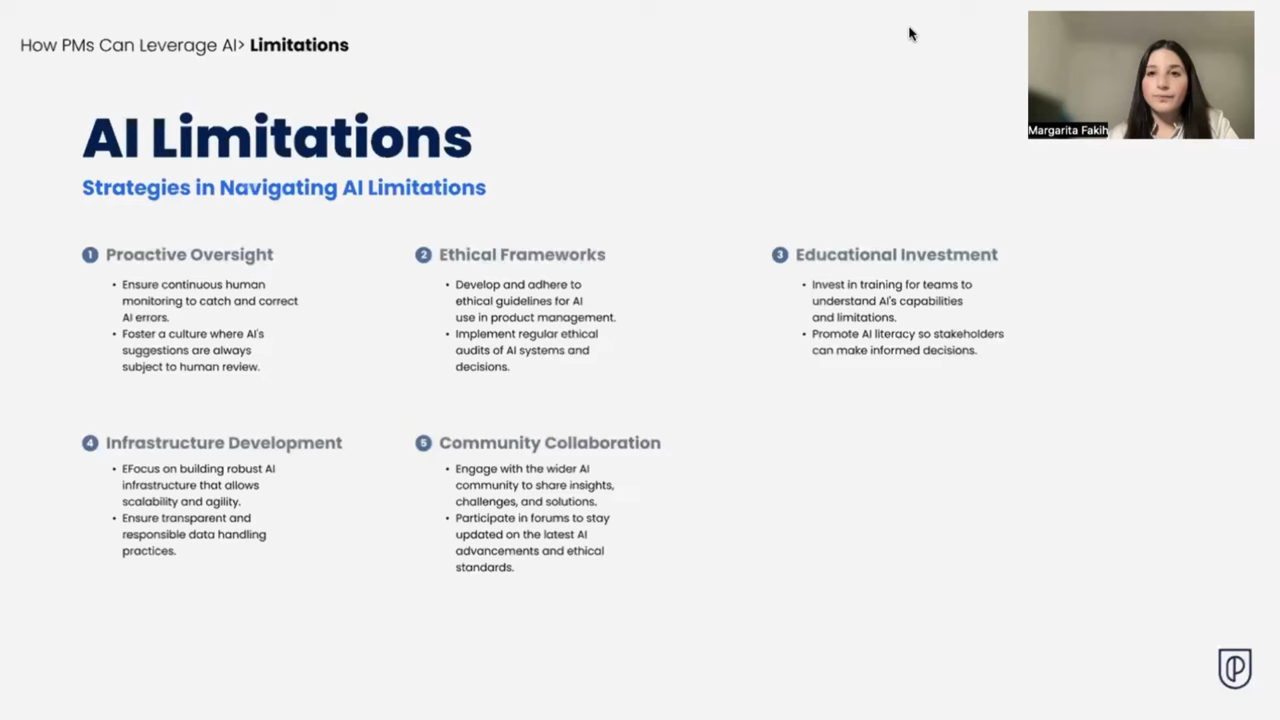 How PMs Can Leverage AI> Limitations
Margarita Fakih
AI Limitations
Strategies in Navigating AI Limitations
1 Proactive Oversight
• Ensure continuous human
monitoring to catch and correct
AI errors.
• Foster a culture where AI's
suggestions are always
subject to human review.
2 Ethical Frameworks
• Develop and adhere to
ethical guidelines for AI
use in product management.
• Implement regular ethical
audits of AI systems and
decisions.
3 Educational Investment
• Invest in training for teams to
understand AI's capabilities
and limitations.
• Promote AI literacy so stakeholders
can make informed decisions.
4 Infrastructure Development
• EFocus on building robust AI
infrastructure that allows
scalability and agility.
• Ensure transparent and
responsible data handling
practices.
5 Community Collaboration
• Engage with the wider AI
community to share insights,
challenges, and solutions.
• Participate in forums to stay
updated on the latest AI
advancements and ethical
standards.